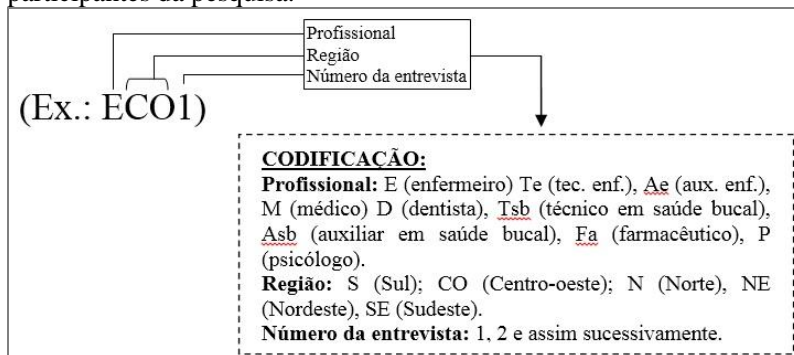 participantes da pesquisa.
Profissional
Região
Número da entrevista
(Ex.: ECO1)
CODIFICAÇÃO:
Profissional: E (enfermeiro) Te (tec. enf.), Ae (aux. enf.),
M (médico) D (dentista), Tsb (técnico em saúde bucal),
Asb (auxiliar em saúde bucal), Fa (farmacêutico), P
(psicólogo).
Região: S (Sul); CO (Centro-oeste); N (Norte), NE
(Nordeste), SE (Sudeste).
Número da entrevista: 1, 2 e assim sucessivamente.